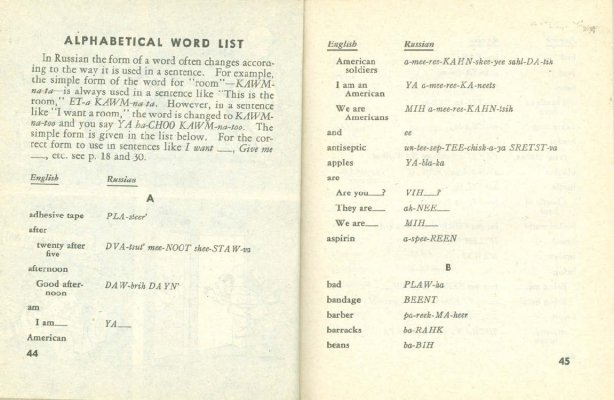 ALPHABETICAL WORD LIST
In Russian the form of a word often changes accord-
ing to the way it is used in a sentence. For example,
the simple form of the word for "room"—KAWM-
na-ta—is always used in a sentence like "This is the
room," ET-a KAWM-na-ta. However, in a sentence
like "I want a room," the word is changed to KAWM-
na-too and you say YA ha-CHOO KAWM-na-too. The
simple form is given in the list below. For the cor-
rect form to use in sentences like I want __, Give me
__, etc. see p. 18 and 30.
English Russian
A
adhesive tape PLA-steer'
after
twenty after five DVA-tsut' mee-NOOT shee-STAW-va
afternoon
Good after-
noon DAW-brih DAYN'
am
I am__ YA__
American
44
English Russian
American soldiers a-mee-ree-KAHN-skee-yee sahl-DA-tih
I am an American YA a-mee-ree-KA-neets
We are Americans MIH a-mee-ree-KAHN-tsih
and ee
antiseptic un-tee-sep-TEE-chisk-a-ya SRETST-va
apples YA-bla-ka
are
Are you__? VIH__?
They are__ ah-NEE__
We are__ MIH__
aspirin a-spee-REEN
B
bad PLAW-ha
bandage BEENT
barber pa-reek-MA-heer
barracks ba-RAHK
beans ba-BIH
45